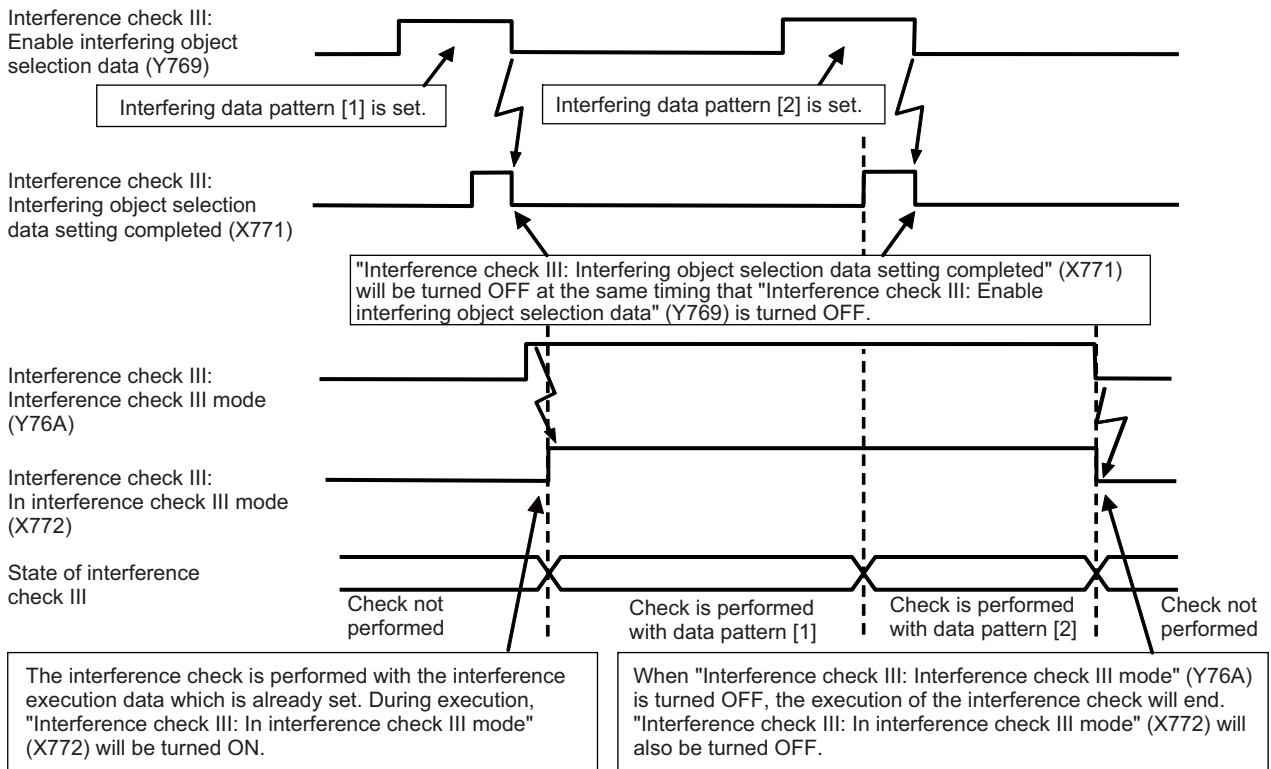 Interference check III:
Enable interfering object
selection data (Y769)
Interfering data pattern [1] is set.
Interfering data pattern [2] is set.
Interference check III:
Interfering object selection
data setting completed (X771)
"Interference check III: Interfering object selection data setting completed" (X771)
will be turned OFF at the same timing that "Interference check III: Enable
interfering object selection data" (Y769) is turned OFF.
Interference check III:
Interference check III mode
(Y76A)
Interference check III:
In interference check III mode
(X772)
State of interference
check III
Check not
performed
Check is performed
with data pattern [1]
Check is performed
with data pattern [2]
Check not
performed
The interference check is performed with the interference
execution data which is already set. During execution,
"Interference check III: In interference check III mode"
(X772) will be turned ON.
When "Interference check III: Interference check III mode" (Y76A)
is turned OFF, the execution of the interference check will end.
"Interference check III: In interference check III mode" (X772) will
also be turned OFF.